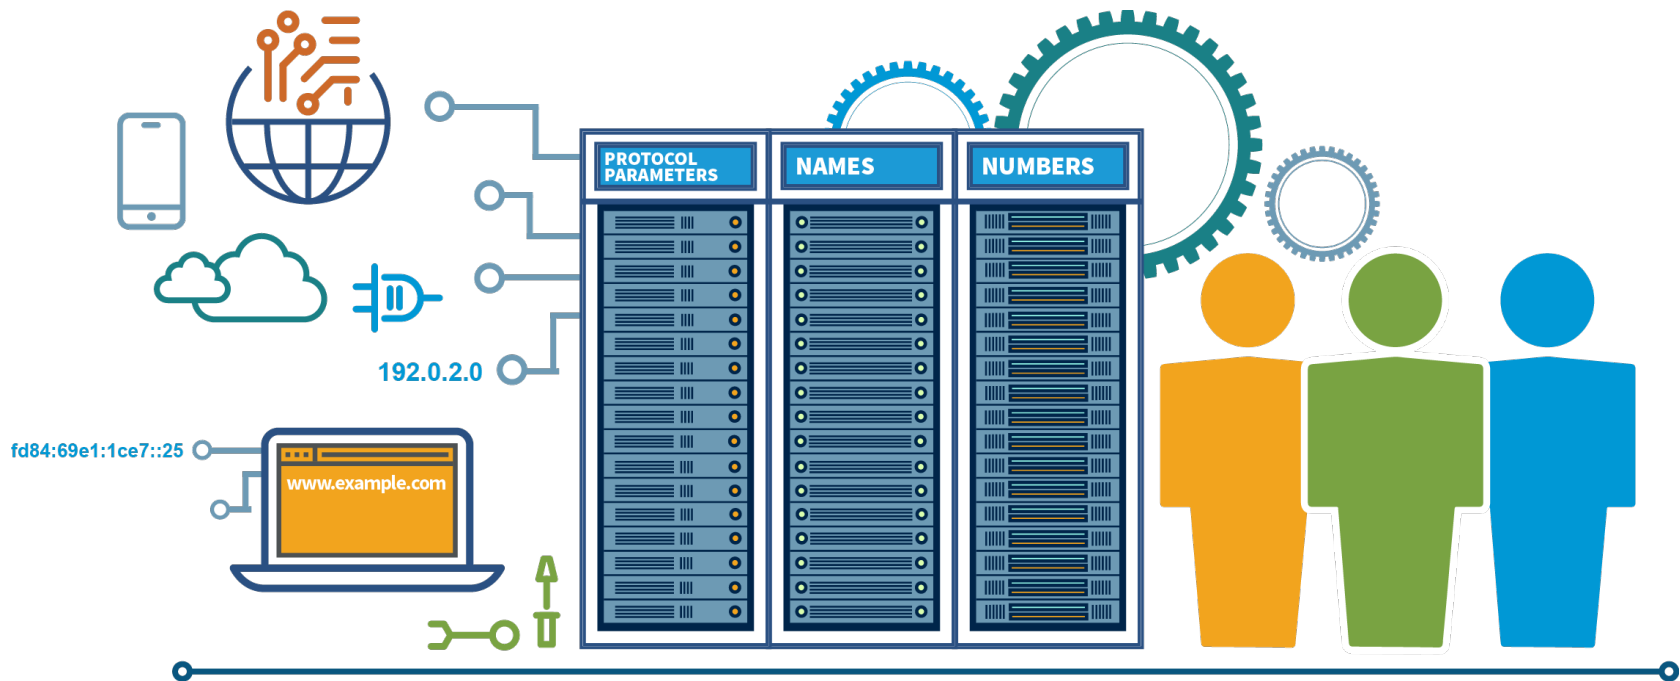 PROTOCOL
PARAMETERS
NAMES
NUMBERS
192.0.2.0
fd84:69e1:1ce7::25
www.example.com